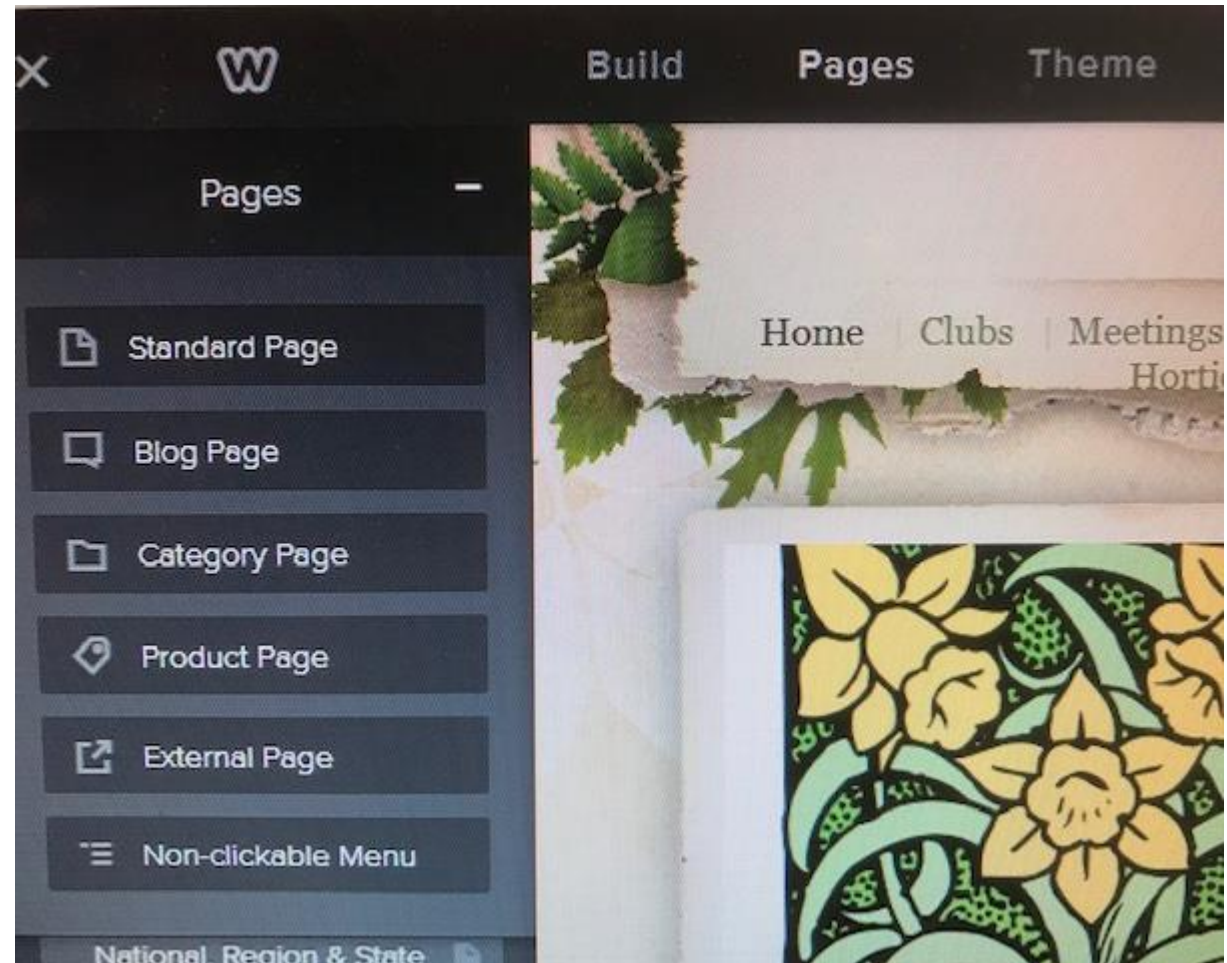 Build Pages Theme
Pages
Standard Page
Blog Page
Category Page
Product Page
External Page
Non-clickable Menu
National, Region & State
Home Clubs Meetings